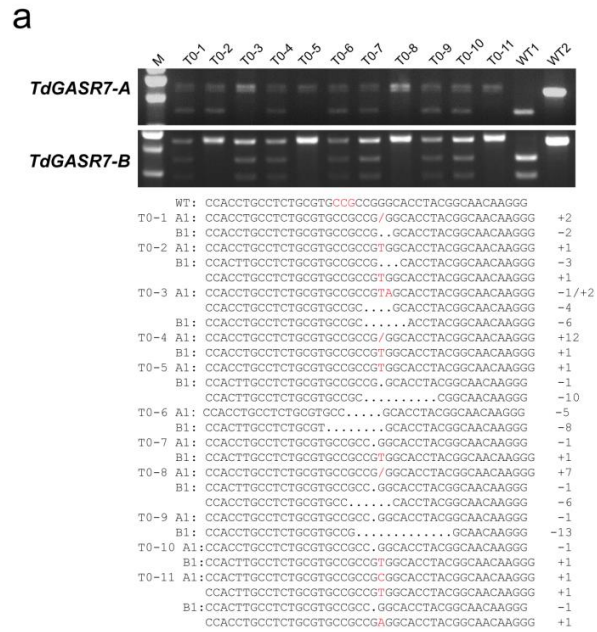 a
M T0-1 T0-2 T0-3 T0-4 T0-5 T0-6 T0-7 T0-8 T0-9 T0-10 T0-11 WT1 WT2
TdGASR7-A
TdGASR7-B
WT: CCACCTGCCTCTGCGTGCCGCCGGGCACCTACGGCAACAAGGG
T0-1 A1: CCACCTGCCTCTGCGTGCCGCCG/GGCACCTACGGCAACAAGGG +2
B1: CCACTTGCCTCTGCGTGCCGCCG..GCACCTACGGCAACAAGGG -2
T0-2 A1: CCACCTGCCTCTGCGTGCCGCCGTGGCACCTACGGCAACAAGGG +1
B1: CCACTTGCCTCTGCGTGCCGCCG...CACCTACGGCAACAAGGG -3
CCACCTGCCTCTGCGTGCCGCCGTGGCACCTACGGCAACAAGGG +1
T0-3 A1: CCACCTGCCTCTGCGTGCCGCCGTAGCACCTACGGCAACAAGGG -1/+2
CCACCTGCCTCTGCGTGCCGC....GCACCTACGGCAACAAGGG -4
B1: CCACTTGCCTCTGCGTGCCGC......ACCTACGGCAACAAGGG -6
T0-4 A1: CCACCTGCCTCTGCGTGCCGCCG/GGCACCTACGGCAACAAGGG +12
B1: CCACTTGCCTCTGCGTGCCGCCGTGGCACCTACGGCAACAAGGG +1
T0-5 A1: CCACCTGCCTCTGCGTGCCGCCGTGGCACCTACGGCAACAAGGG +1
B1: CCACTTGCCTCTGCGTGCCGCCG.GCACCTACGGCAACAAGGG -1
CCACTTGCCTCTGCGTGCCGC..........CGGCAACAAGGG -10
T0-6 A1: CCACCTGCCTCTGCGTGCC.....GCACCTACGGCAACAAGGG -5
B1: CCACTTGCCTCTGCGT........GCACCTACGGCAACAAGGG -8
T0-7 A1: CCACCTGCCTCTGCGTGCCGCC.GGCACCTACGGCAACAAGGG -1
B1: CCACTTGCCTCTGCGTGCCGCCGTGGCACCTACGGCAACAAGGG +1
T0-8 A1: CCACCTGCCTCTGCGTGCCGCCG/GGCACCTACGGCAACAAGGG +7
B1: CCACTTGCCTCTGCGTGCCGCC.GGCACCTACGGCAACAAGGG -1
CCACCTGCCTCTGCGTGCC......CACCTACGGCAACAAGGG -6
T0-9 A1: CCACCTGCCTCTGCGTGCCGCC.GGCACCTACGGCAACAAGGG -1
B1: CCACTTGCCTCTGCGTGCCG.............GCAACAAGGG -13
T0-10 A1: CCACCTGCCTCTGCGTGCCGCC.GGCACCTACGGCAACAAGGG -1
B1: CCACTTGCCTCTGCGTGCCGCCGTGGCACCTACGGCAACAAGGG +1
T0-11 A1: CCACTTGCCTCTGCGTGCCGCCGCGGCACCTACGGCAACAAGGG +1
CCACTTGCCTCTGCGTGCCGCCGTGGCACCTACGGCAACAAGGG +1
B1: CCACTTGCCTCTGCGTGCCGCC.GGCACCTACGGCAACAAGGG -1
CCACCTGCCTCTGCGTGCCGCCGAGGCACCTACGGCAACAAGGG +1